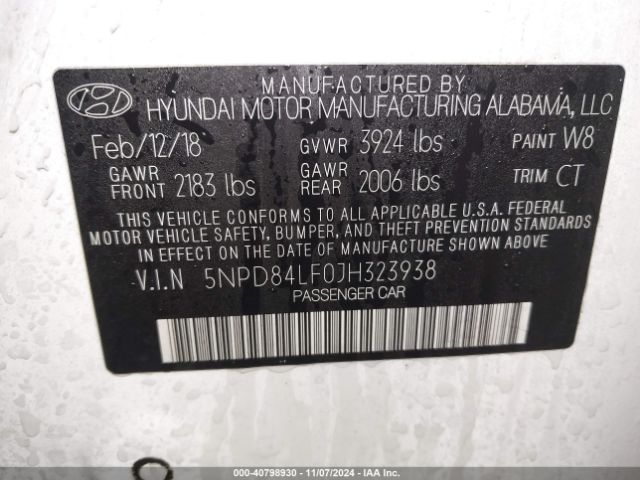 MANUFACTURED BY
HYUNDAI MOTOR MANUFACTURING ALABAMA, LLC
Feb/12/18 GVWR 3924 lbs PAINT W8
GAWR FRONT 2183 lbs GAWR REAR 2006 lbs TRIM CT
THIS VEHICLE CONFORMS TO ALL APPLICABLE U.S.A. FEDERAL
MOTOR VEHICLE SAFETY, BUMPER, AND THEFT PREVENTION STANDARDS
IN EFFECT ON THE DATE OF MANUFACTURE SHOWN ABOVE.
V.I.N 5NPD84LF0JH323938
PASSENGER CAR
000-40798930 - 11/07/2024 - IAA Inc.